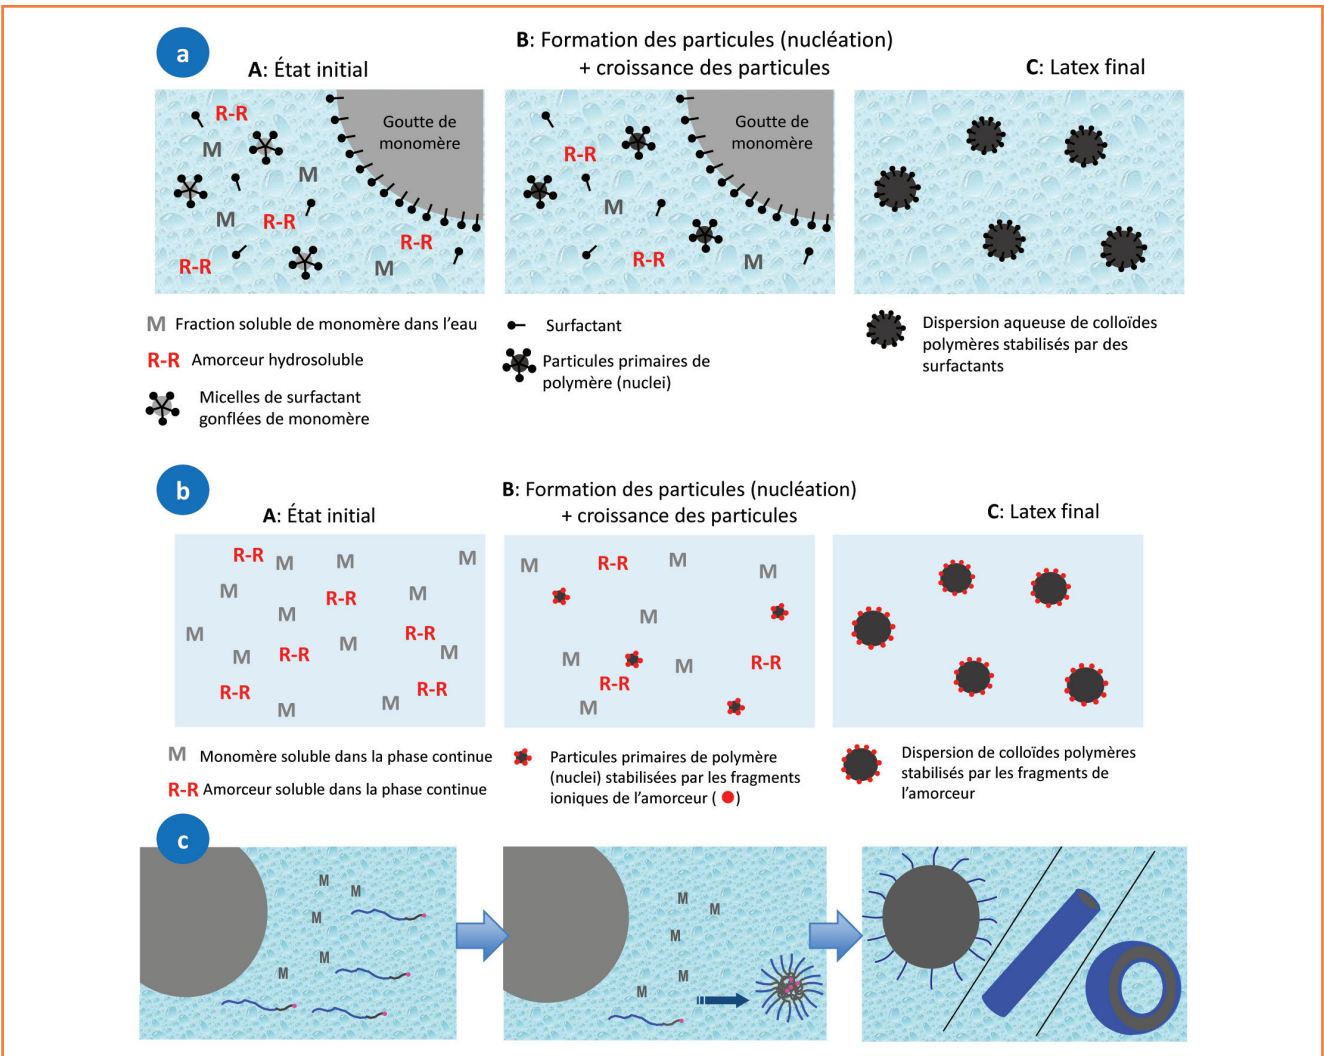 a
A: État initial
B: Formation des particules (nucléation)
+ croissance des particules
C: Latex final
R-R
M
M
M
R-R
R-R
R-R
M
Goutte de
monomère
R-R
M
R-R
M
Goutte de
monomère
M Fraction soluble de monomère dans l'eau
R-R Amorceur hydrosoluble
Micelles de surfactant
gonflées de monomère
Surfactant
Particules primaires de
polymère (nuclei)
Dispersion aqueuse de colloïdes
polymères stabilisés par des
surfactants
b
A: État initial
B: Formation des particules (nucléation)
+ croissance des particules
C: Latex final
R-R
M
M
M
M
R-R
M
M
M
R-R
M
M
R-R
M
R-R
R-R
M
M
M
R-R
M
M
M
M
M
R-R
R-R
M
M Monomère soluble dans la phase continue
R-R Amorceur soluble dans la phase continue
Particules primaires de polymère
(nuclei) stabilisées par les fragments
ioniques de l'amorceur ( )
Dispersion de colloïdes polymères
stabilisés par les fragments de
l'amorceur
c
M
M
M
M
M
M
M
M
M
M